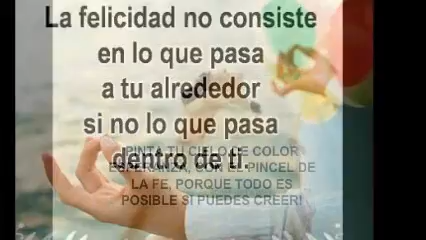 La felicidad no consiste
en lo que pasa
a tu alrededor
si no lo que pasa
dentro de ti.
PINTA TU CIELO DE COLOR
ESPERANZA, CON EL PINCEL DE
LA FE, PORQUE TODO ES
POSIBLE SI PUEDES CREER!